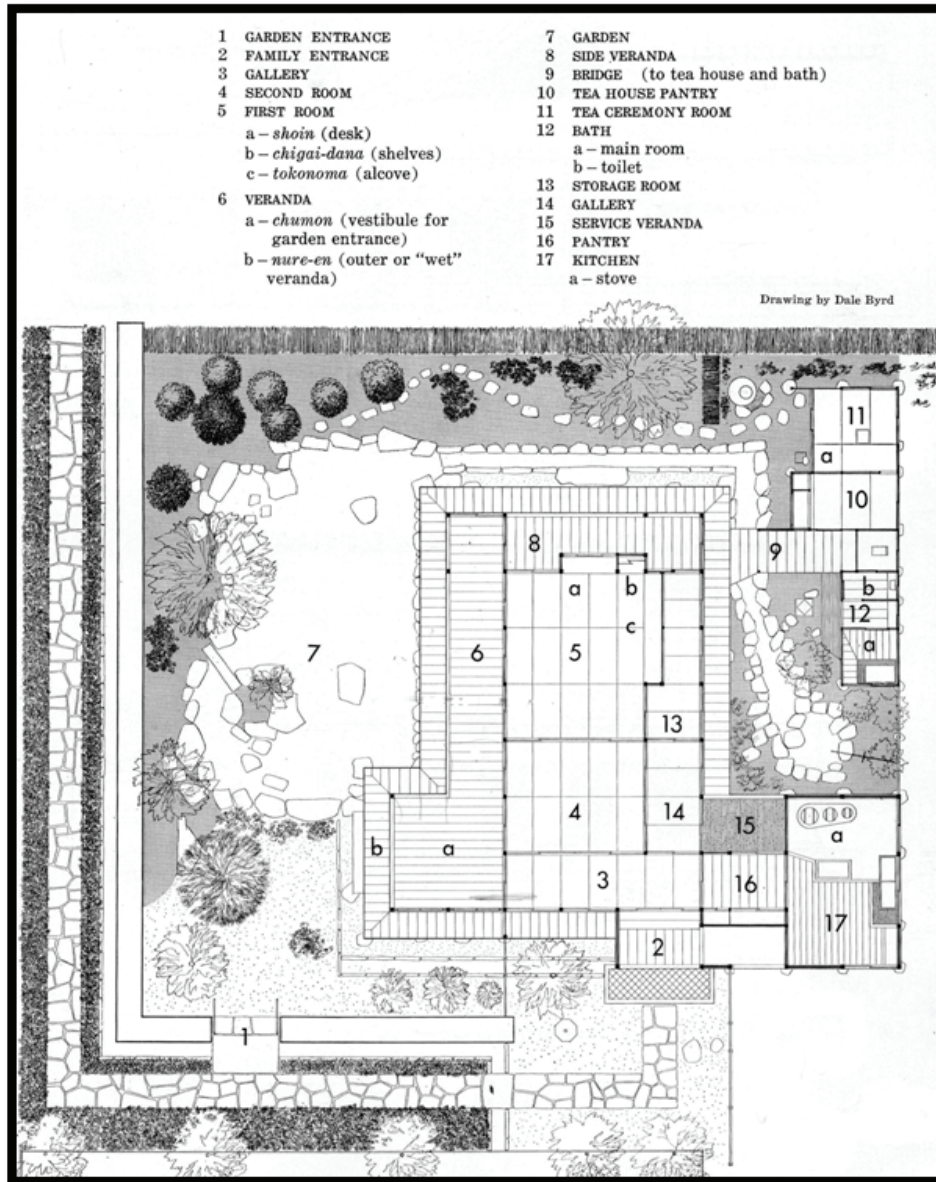 1 GARDEN ENTRANCE
2 FAMILY ENTRANCE
3 GALLERY
4 SECOND ROOM
5 FIRST ROOM
a – shoin (desk)
b – chigai-dana (shelves)
c – tokonoma (alcove)
6 VERANDA
a – chumon (vestibule for
garden entrance)
b – nure-en (outer or “wet”
veranda)
7 GARDEN
8 SIDE VERANDA
9 BRIDGE (to tea house and bath)
10 TEA HOUSE PANTRY
11 TEA CEREMONY ROOM
12 BATH
a – main room
b – toilet
13 STORAGE ROOM
14 GALLERY
15 SERVICE VERANDA
16 PANTRY
17 KITCHEN
a – stove
Drawing by Dale Byrd
11
a
10
8
9
a
b
b
12
c
a
7
6
5
13
4
14
15
a
b
a
3
16
17
2
1